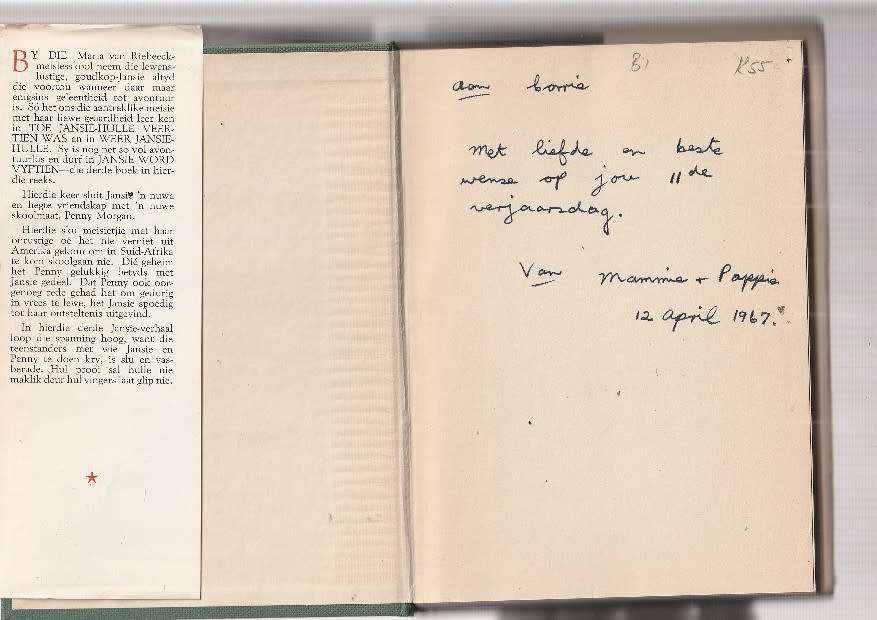 BY DIE Maria van Riebeeck-
meisieskool neem die lewens-
lustige, goudkop-Jansie altyd
die voortou wanneer daar maar
enigsins geleentheid tot avontuur
is. Só het ons die aantreklike meisie
met haar liewe geaardheid leer ken
in TOE JANSIE-HULLE VEER-
TIEN WAS en in WEER JANSIE-
HULLE. Sy is nog net so vol avon-
tuurlus en durf in JANSIE WORD
VYFTIEN—die derde boek in hier-
die reeks.
Hierdie keer sluit Jansie 'n nuwe
en hegte vriendskap met 'n nuwe
skoolmaat, Penny Morgan.
Hierdie sku meisietjie met haar
onrustige oë het nie verniet uit
Amerika gekom om in Suid-Afrika
te kom skoolgaan nie. Dié geheim
het Penny gelukkig betyds met
Jansie gedeel. Dat Penny ook oor-
genoeg rede gehad het om gedurig
in vrees te lewe, het Jansie spoedig
tot haar ontsteltenis uitgevind.
In hierdie derde Jansie-verhaal
loop die spanning hoog, want die
teenstanders met wie Jansie en
Penny te doen kry, is slu en vas-
berade. Hul prooi sal hulle nie
maklik deur hul vingers laat glip nie.
B1 R55
aan
Met liefde en beste
wense op jou 11de
verjaarsdag.
Van Mammie + Pappie
12 April 1967.